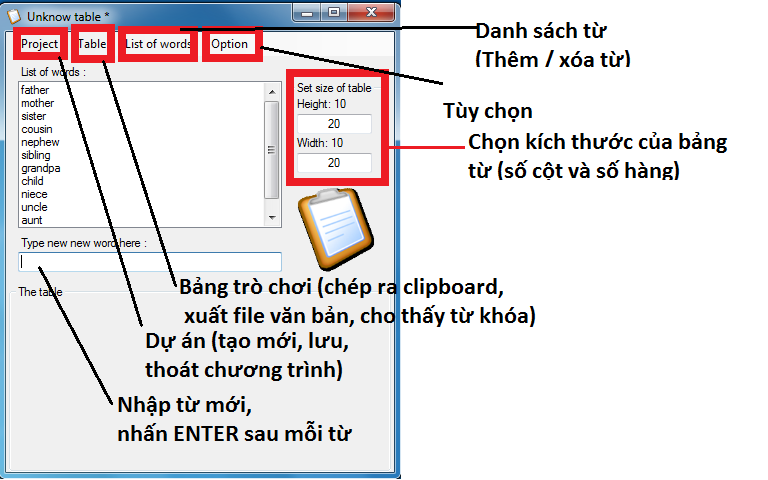 Unknow table *
Project Table List of words Option
List of words :
father
mother
sister
cousin
nephew
sibling
grandpa
child
niece
uncle
aunt
Set size of table
Height: 10
20
Width: 10
20
Type new new word here :
The table
Danh sách từ
(Thêm / xóa từ)
Tùy chọn
Chọn kích thước của bảng
từ (số cột và số hàng)
Bảng trò chơi (chép ra clipboard,
xuất file văn bản, cho thấy từ khóa)
Dự án (tạo mới, lưu,
thoát chương trình)
Nhập từ mới,
nhấn ENTER sau mỗi từ